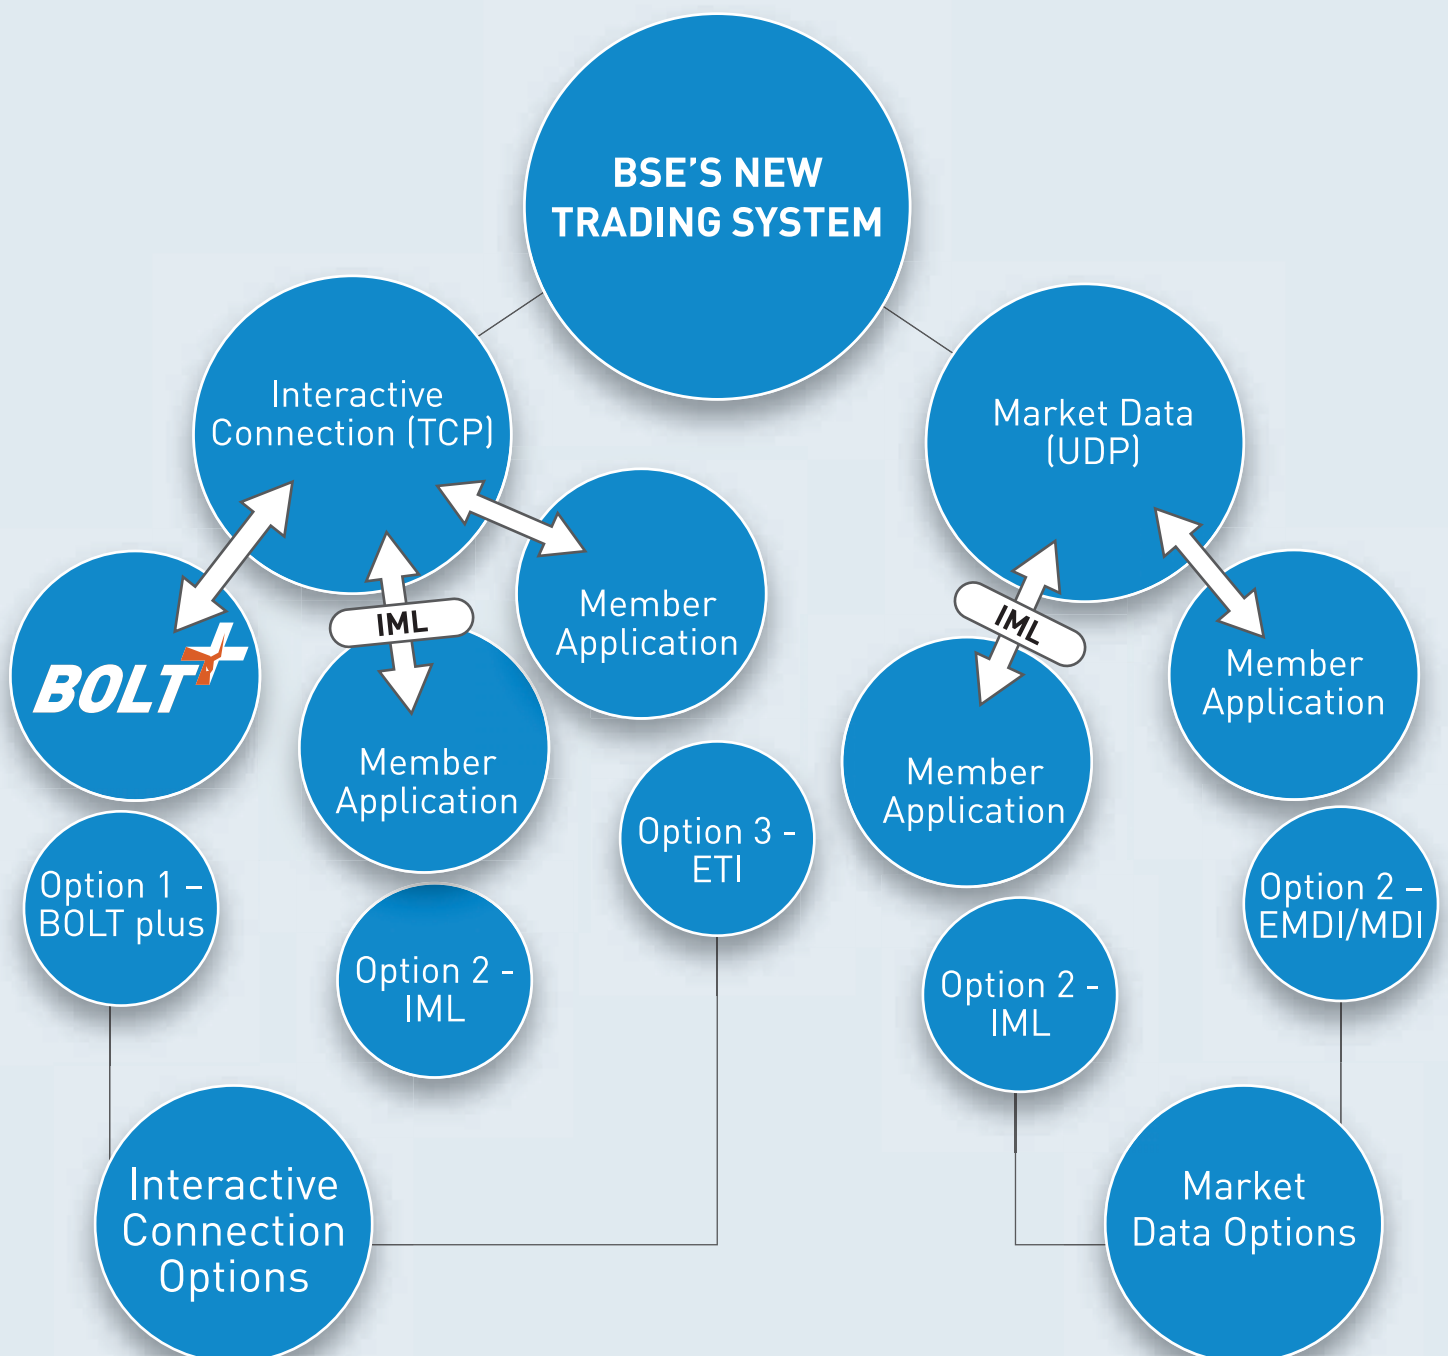 BSE’S NEW
TRADING SYSTEM
Interactive
Connection (TCP)
Market Data
(UDP)
IML
Member
Application
IML
Member
Application
BOLT+
Member
Application
Member
Application
Option 3 -
ETI
Option 1 –
BOLT plus
Option 2 -
IML
Option 2 -
IML
Option 2 –
EMDI/MDI
Interactive
Connection
Options
Market
Data Options